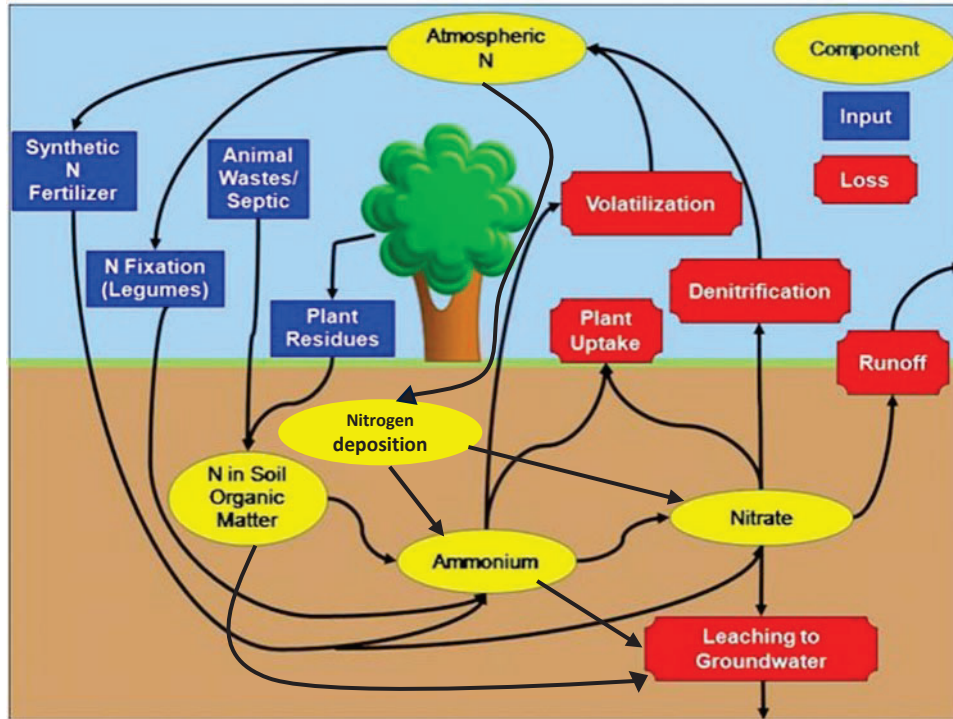 Atmospheric
N
Component
Input
Loss
Synthetic
N
Fertilizer
Animal
Wastes/
Septic
Volatilization
N Fixation
(Legumes)
Plant
Residues
Plant
Uptake
Denitrification
Runoff
Nitrogen
deposition
N in Soil
Organic
Matter
Ammonium
Nitrate
Leaching to
Groundwater